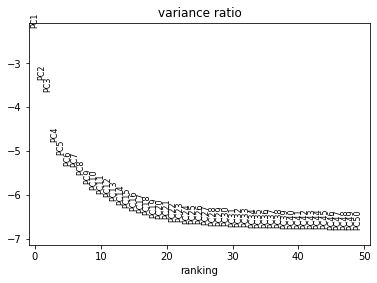 variance ratio
−3
−4
−5
−6
−7
PC1
PC2
PC3
PC4
PC5
PC6
PC7
PC8
PC9
PC10
PC11
PC12
PC13
PC14
PC15
PC16
PC17
PC18
PC19
PC20
PC21
PC22
PC23
PC24
PC25
PC26
PC27
PC28
PC29
PC30
PC31
PC32
PC33
PC34
PC35
PC36
PC37
PC38
PC39
PC40
PC41
PC42
PC43
PC44
PC45
PC46
PC47
PC48
PC49
PC50
0 10 20 30 40 50
ranking